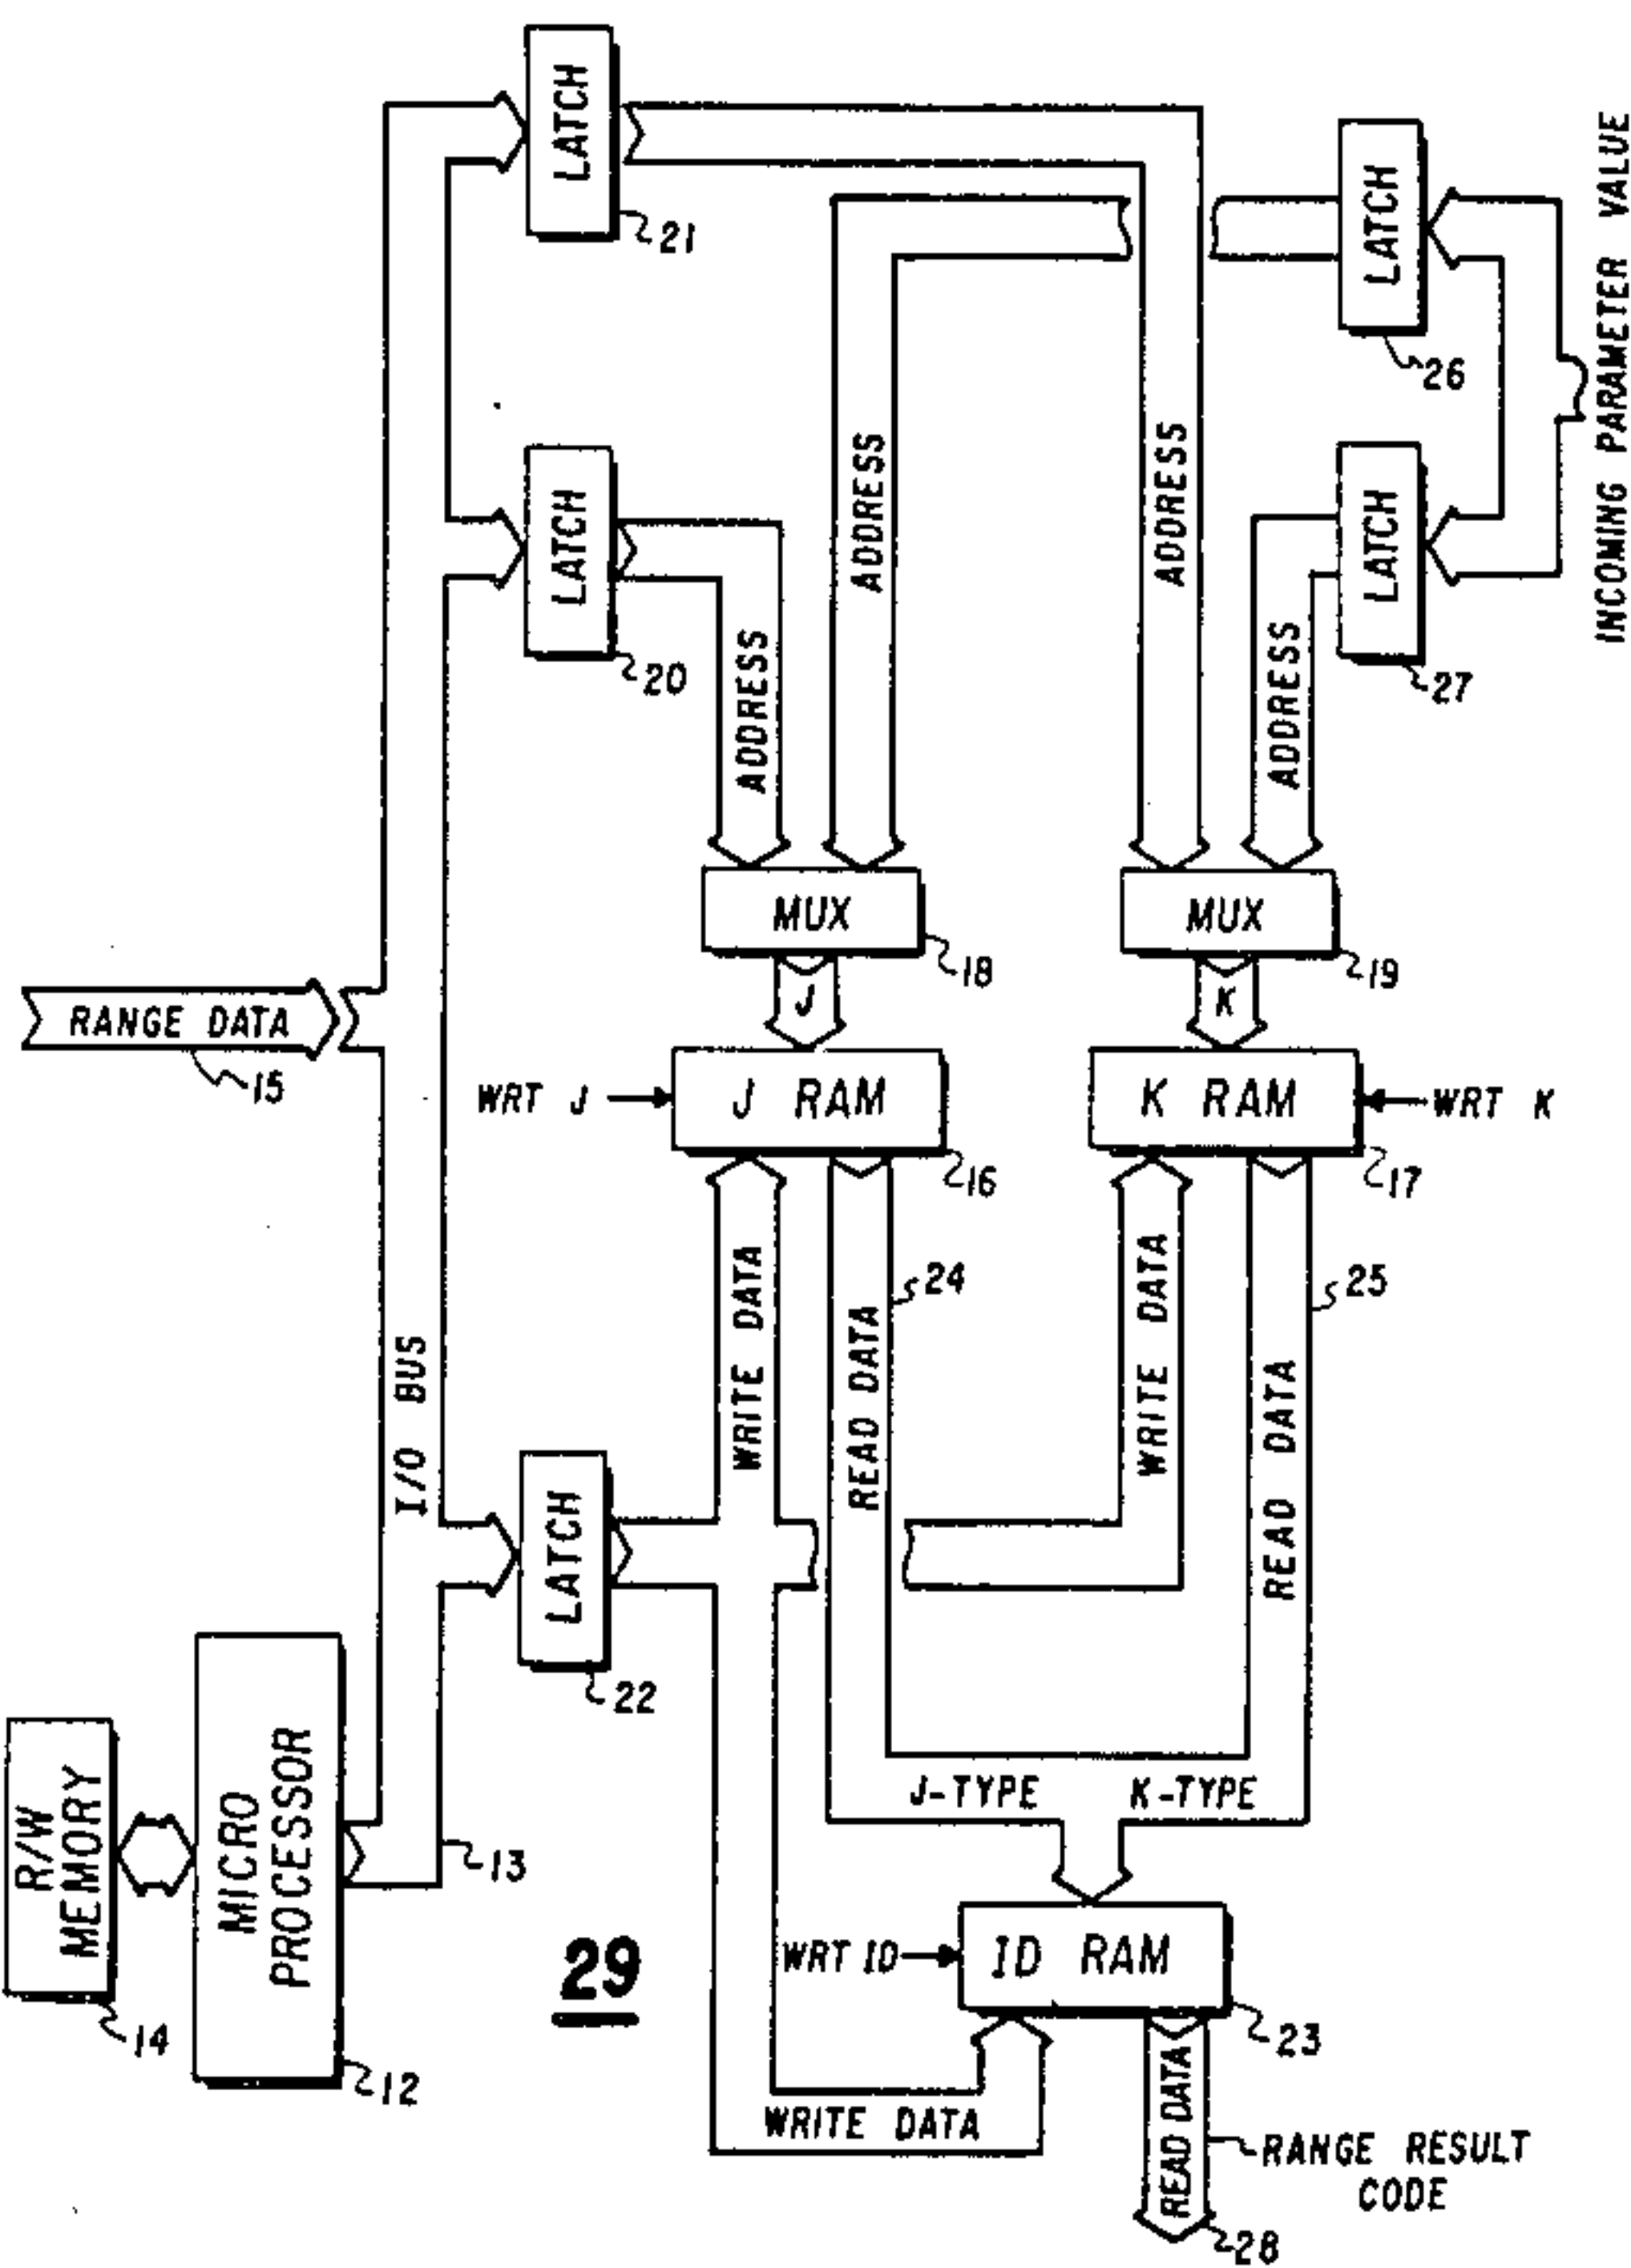 LATCH
21
LATCH
26
INCOMING PARAMETER VALUE
LATCH
20
LATCH
27
ADDRESS
ADDRESS
ADDRESS
ADDRESS
MUX
18
MUX
19
RANGE DATA
15
J
K
WRT J
J RAM
16
K RAM
17
WRT K
I/O BUS
WRITE DATA
READ DATA
24
WRITE DATA
READ DATA
25
LATCH
22
R/W
MEMORY
14
MICRO
PROCESSOR
12
13
J-TYPE
K-TYPE
29
WRT ID
ID RAM
23
WRITE DATA
READ DATA
RANGE RESULT
CODE
28